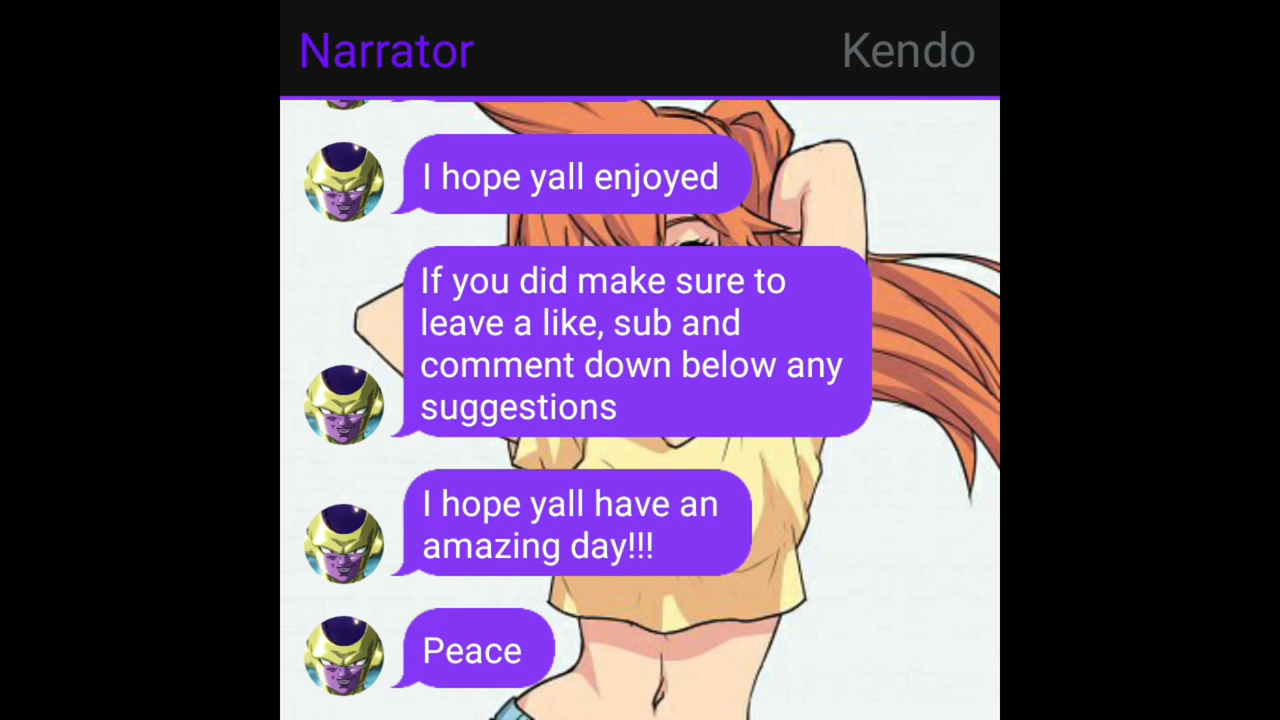 Narrator
Kendo
I hope yall enjoyed
If you did make sure to
leave a like, sub and
comment down below any
suggestions
I hope yall have an
amazing day!!!
Peace